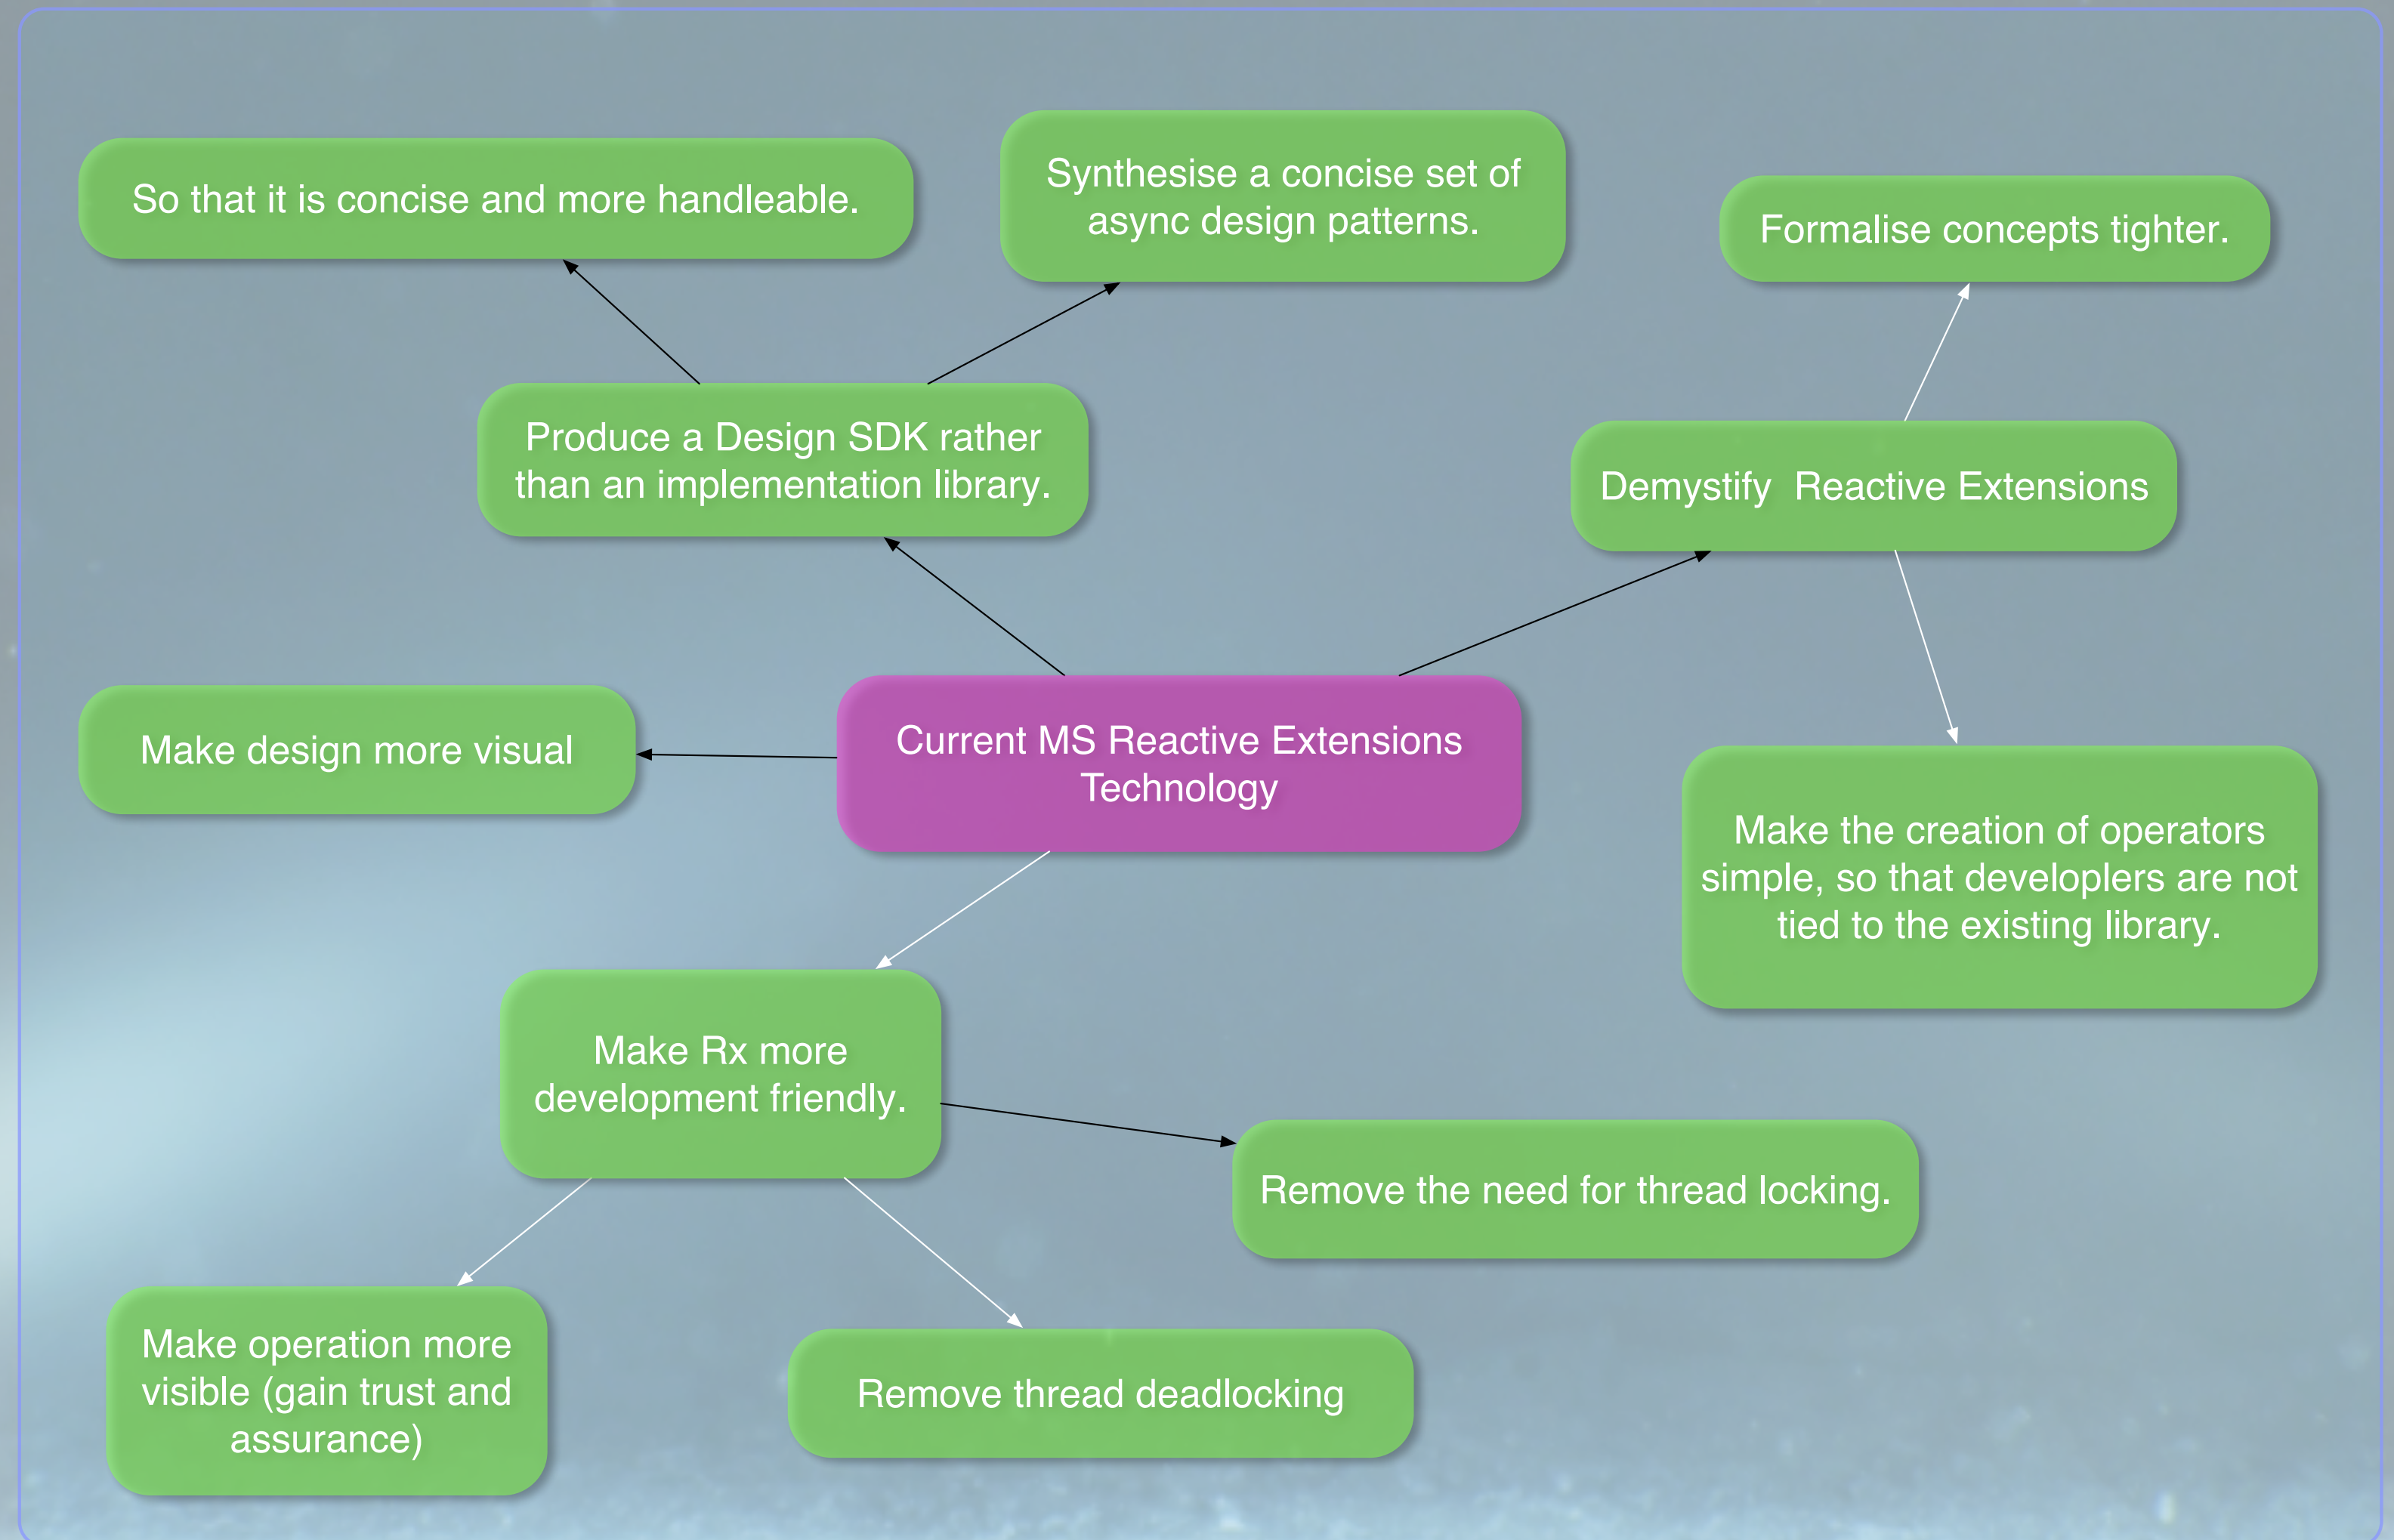 So that it is concise and more handleable.
Synthesise a concise set of
async design patterns.
Formalise concepts tighter.
Produce a Design SDK rather
than an implementation library.
Demystify  Reactive Extensions
Make design more visual
Current MS Reactive Extensions
Technology
Make the creation of operators
simple, so that developlers are not
tied to the existing library.
Make Rx more
development friendly.
Remove the need for thread locking.
Make operation more
visible (gain trust and
assurance)
Remove thread deadlocking